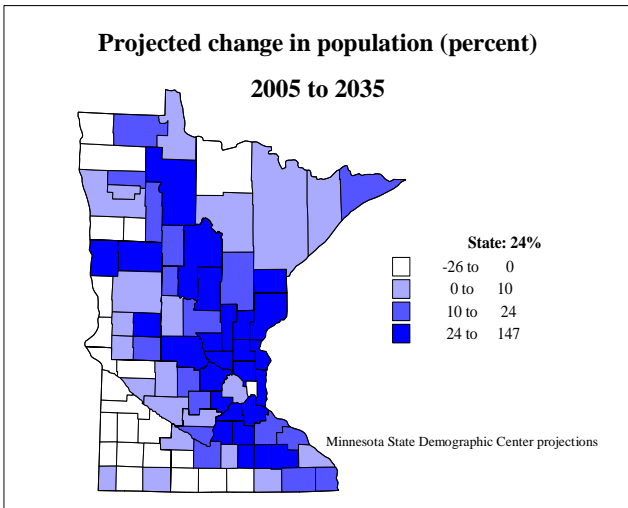 Projected change in population (percent)
2005 to 2035
State: 24%
-26 to 0
0 to 10
10 to 24
24 to 147
Minnesota State Demographic Center projections